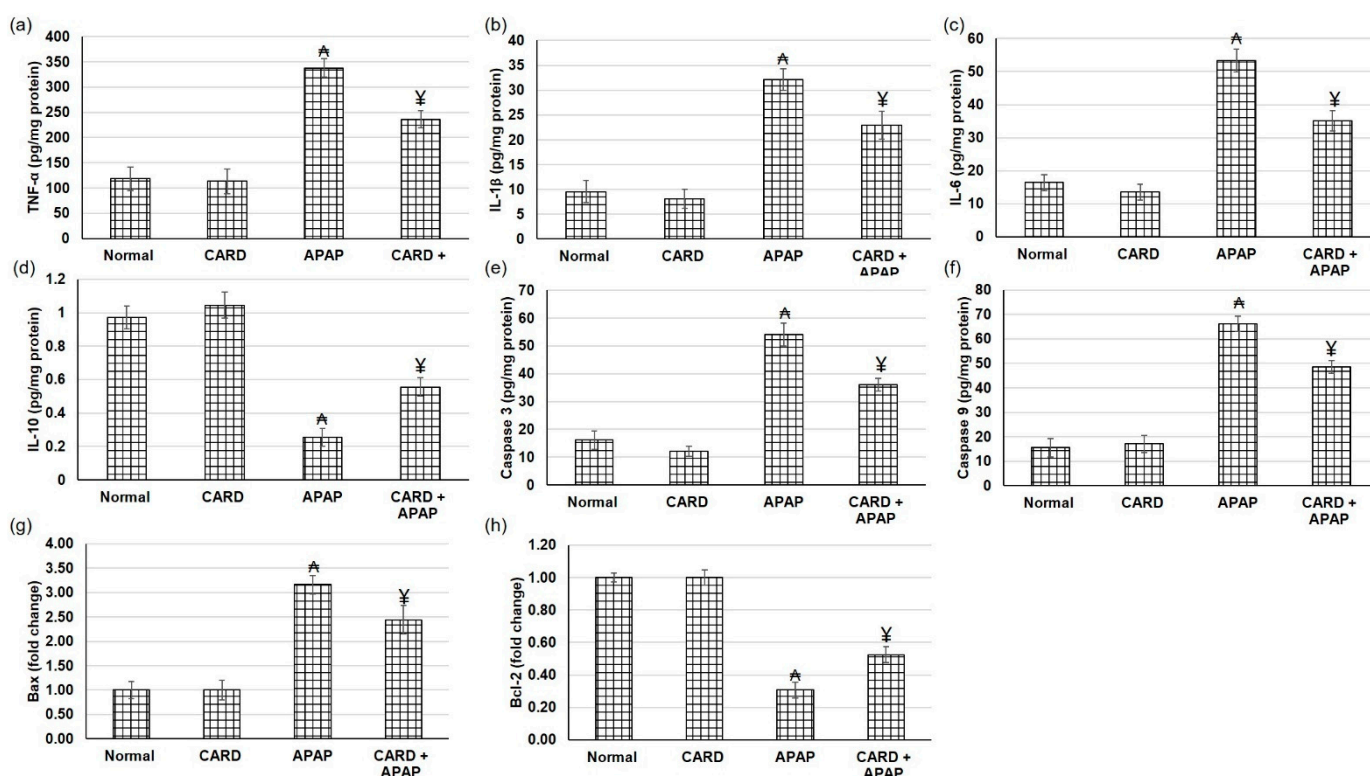 (a)
TNF-α (pg/mg protein)
400
350
300
250
200
150
100
50
0
₳
¥
Normal CARD APAP CARD +
(b)
IL-1β (pg/mg protein)
40
35
30
25
20
15
10
5
0
₳
¥
Normal CARD APAP CARD +
APAP
(c)
IL-6 (pg/mg protein)
60
50
40
30
20
10
0
₳
¥
Normal CARD APAP CARD +
APAP
(d)
IL-10 (pg/mg protein)
1.2
1
0.8
0.6
0.4
0.2
0
₳
¥
Normal CARD APAP CARD +
APAP
(e)
Caspase 3 (pg/mg protein)
70
60
50
40
30
20
10
0
₳
¥
Normal CARD APAP CARD +
APAP
(f)
Caspase 9 (pg/mg protein)
80
70
60
50
40
30
20
10
0
₳
¥
Normal CARD APAP CARD +
APAP
(g)
Bax (fold change)
4.00
3.50
3.00
2.50
2.00
1.50
1.00
0.50
0.00
₳
¥
Normal CARD APAP CARD +
APAP
(h)
Bcl-2 (fold change)
1.20
1.00
0.80
0.60
0.40
0.20
0.00
₳
¥
Normal CARD APAP CARD +
APAP